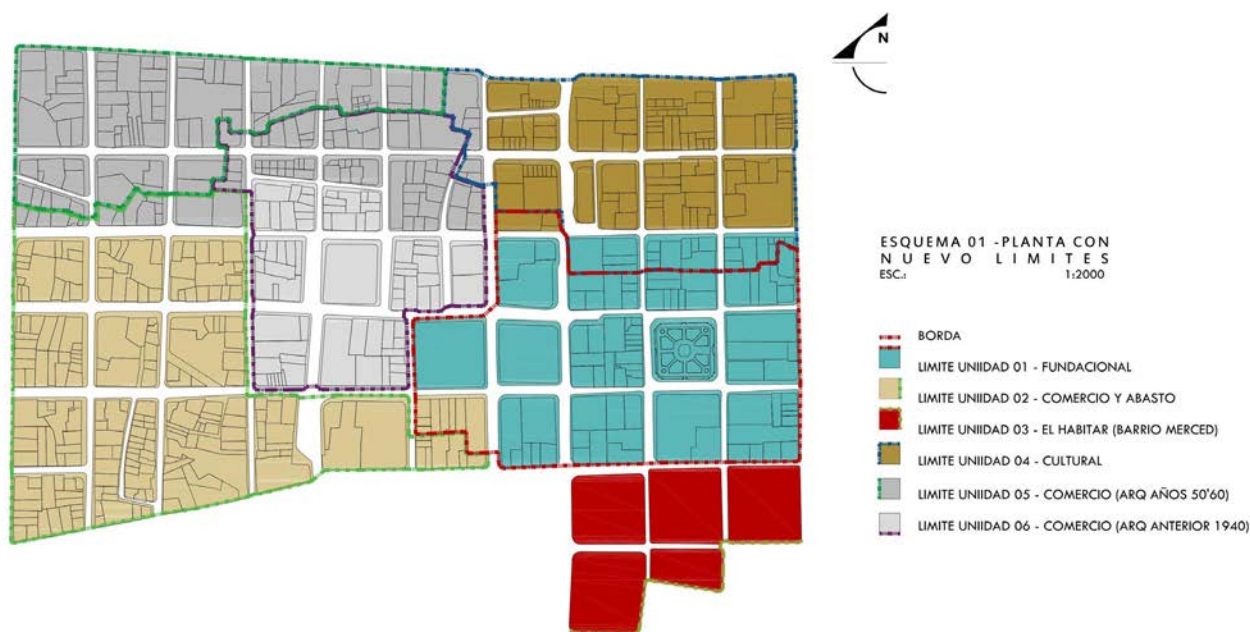 N
ESQUEMA 01 -PLANTA CON
NUEVO LIMITES
ESC.: 1:2000
BORDA
LIMITE UNIIDAD 01 - FUNDACIONAL
LIMITE UNIIDAD 02 - COMERCIO Y ABASTO
LIMITE UNIIDAD 03 - EL HABITAR (BARRIO MERCED)
LIMITE UNIIDAD 04 - CULTURAL
LIMITE UNIIDAD 05 - COMERCIO (ARQ AÑOS 50'60)
LIMITE UNIIDAD 06 - COMERCIO (ARQ ANTERIOR 1940)